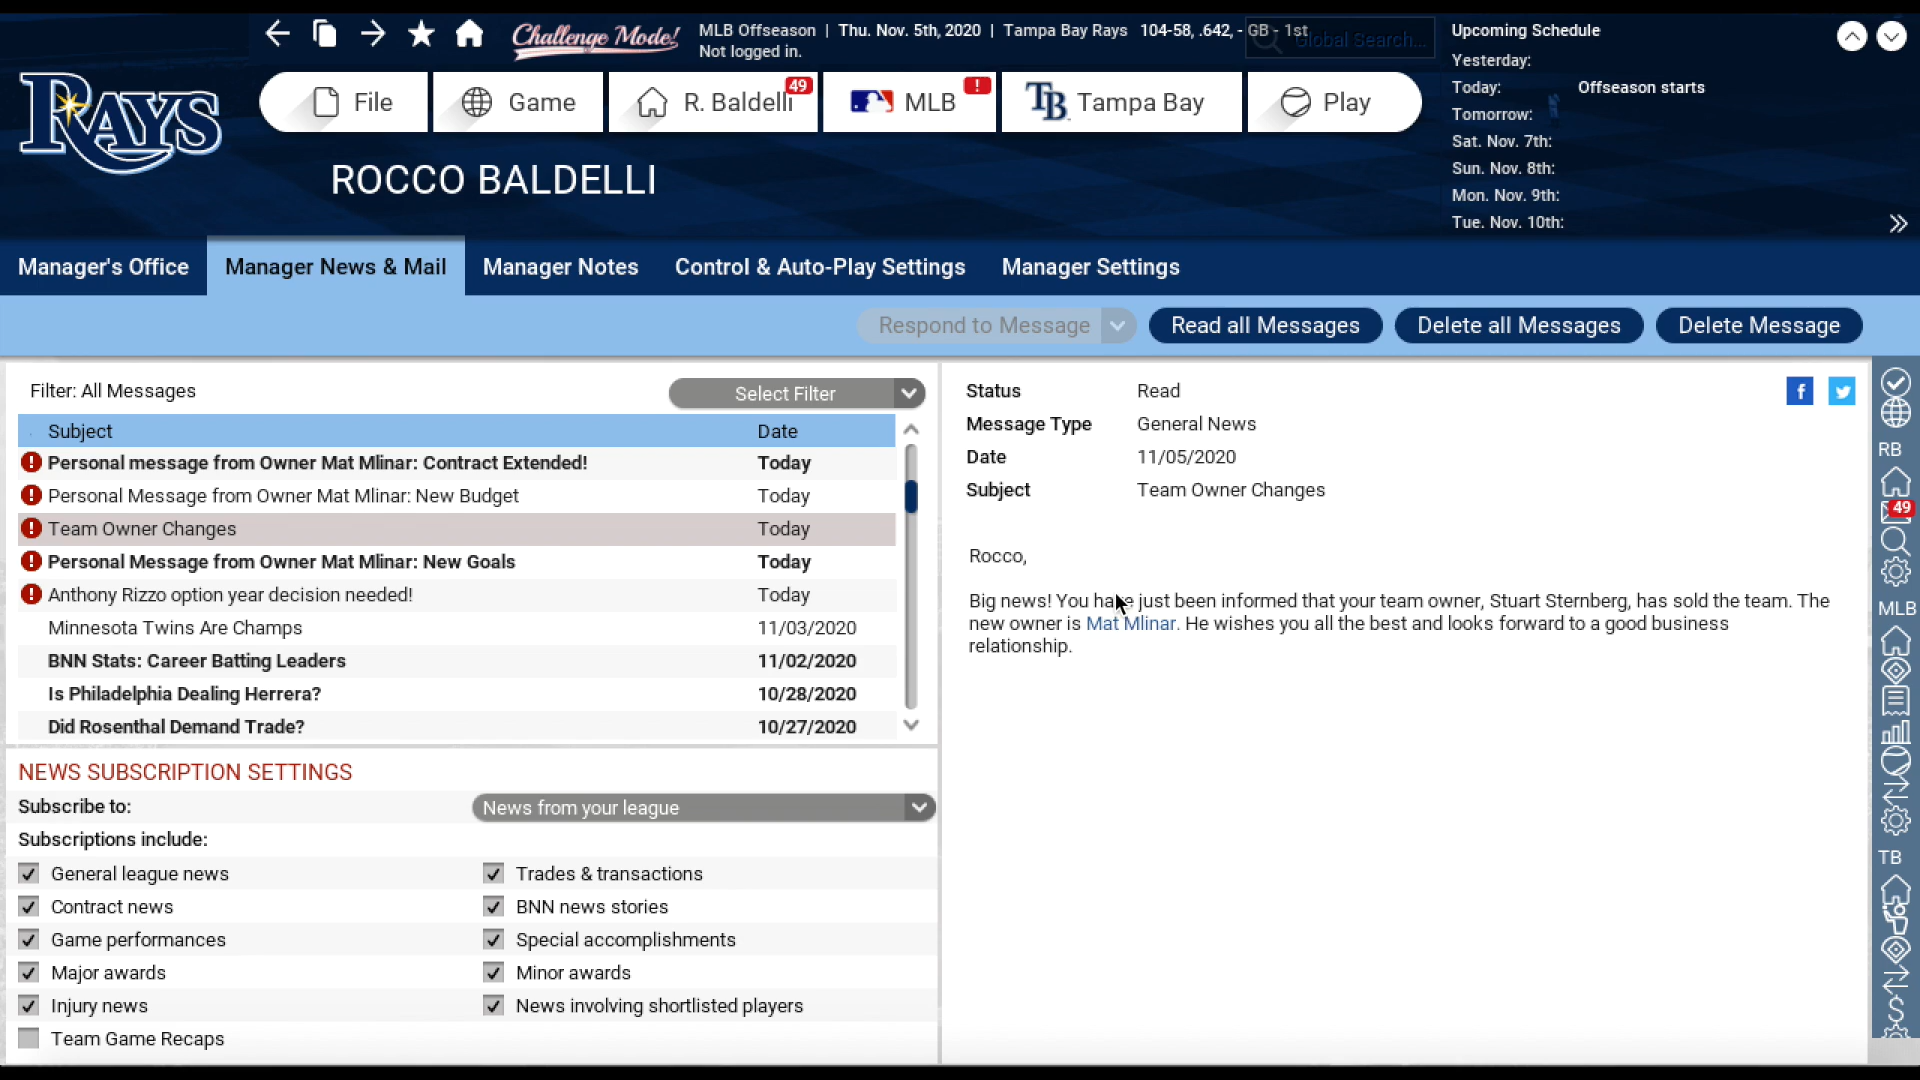 Challenge Mode!
MLB Offseason | Thu. Nov. 5th, 2020 | Tampa Bay Rays 104-58, .642, - GB - 1st
Not logged in.
Global Search...
RAYS
File
Game
R. Baldelli
49
MLB
!
TB
Tampa Bay
Play
ROCCO BALDELLI
Upcoming Schedule
Yesterday:
Today: Offseason starts
Tomorrow:
Sat. Nov. 7th:
Sun. Nov. 8th:
Mon. Nov. 9th:
Tue. Nov. 10th:
Manager's Office
Manager News & Mail
Manager Notes
Control & Auto-Play Settings
Manager Settings
Respond to Message
Read all Messages
Delete all Messages
Delete Message
Filter: All Messages
Select Filter
Subject Date
! Personal message from Owner Mat Mlinar: Contract Extended! Today
! Personal Message from Owner Mat Mlinar: New Budget Today
! Team Owner Changes Today
! Personal Message from Owner Mat Mlinar: New Goals Today
! Anthony Rizzo option year decision needed! Today
Minnesota Twins Are Champs 11/03/2020
BNN Stats: Career Batting Leaders 11/02/2020
Is Philadelphia Dealing Herrera? 10/28/2020
Did Rosenthal Demand Trade? 10/27/2020
NEWS SUBSCRIPTION SETTINGS
Subscribe to: News from your league
Subscriptions include:
General league news Trades & transactions
Contract news BNN news stories
Game performances Special accomplishments
Major awards Minor awards
Injury news News involving shortlisted players
Team Game Recaps
Status Read
Message Type General News
Date 11/05/2020
Subject Team Owner Changes
Rocco,
Big news! You have just been informed that your team owner, Stuart Sternberg, has sold the team. The
new owner is Mat Mlinar. He wishes you all the best and looks forward to a good business
relationship.
RB
49
MLB
TB